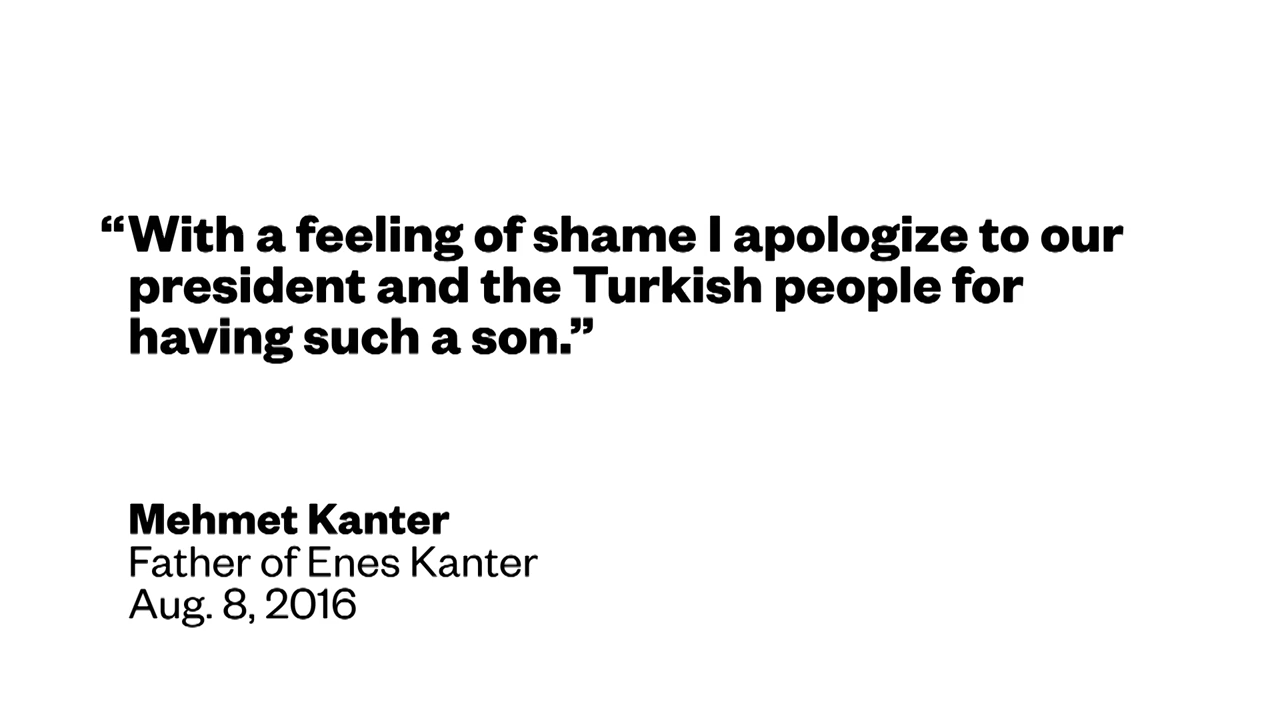 “With a feeling of shame I apologize to our
president and the Turkish people for
having such a son.”
Mehmet Kanter
Father of Enes Kanter
Aug. 8, 2016